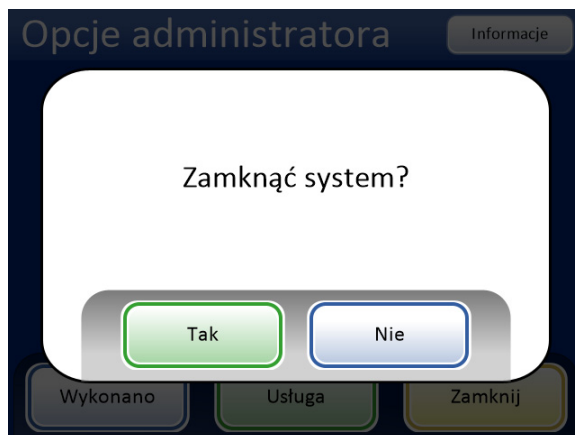 Opcje administratora
Informacje
Zamknąć system?
Tak
Nie
Wykonano
Usługa
Zamknij